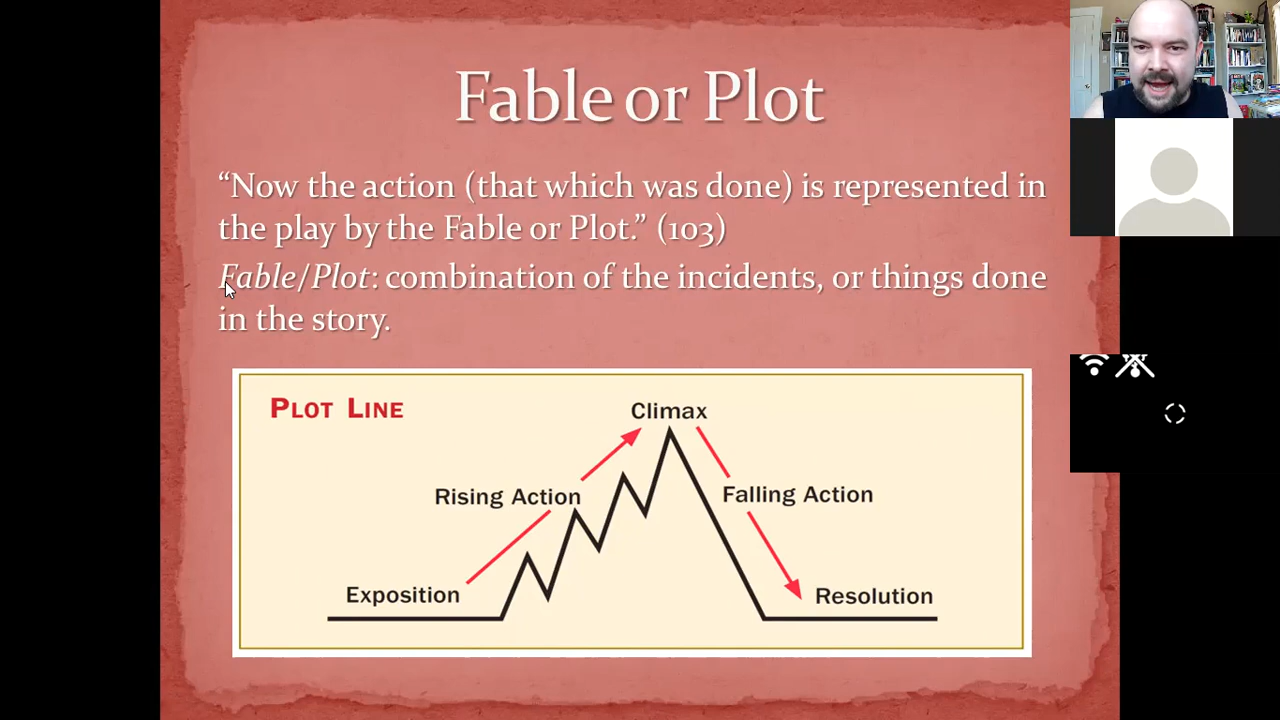 Fable or Plot
“Now the action (that which was done) is represented in
the play by the Fable or Plot.” (103)
Fable/Plot: combination of the incidents, or things done
in the story.
PLOT LINE
Climax
Rising Action
Falling Action
Exposition
Resolution